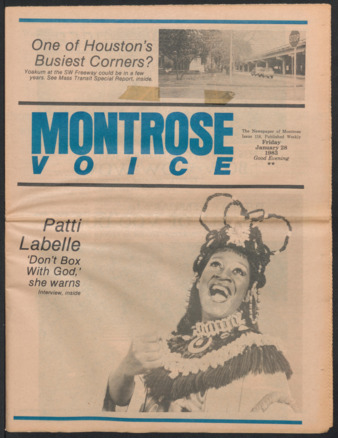 One of Houston's
Busiest Corners?
Yoakum at the SW Freeway could be in a few
years. See Mass Transit Special Report, inside.
MONTROSE
VOICE
The Newspaper of Montrose
Issue 118, Published Weekly
Friday
January 28
1983
Good Evening
Patti
Labelle
'Don't Box
With God,'
she warns
Interview, inside